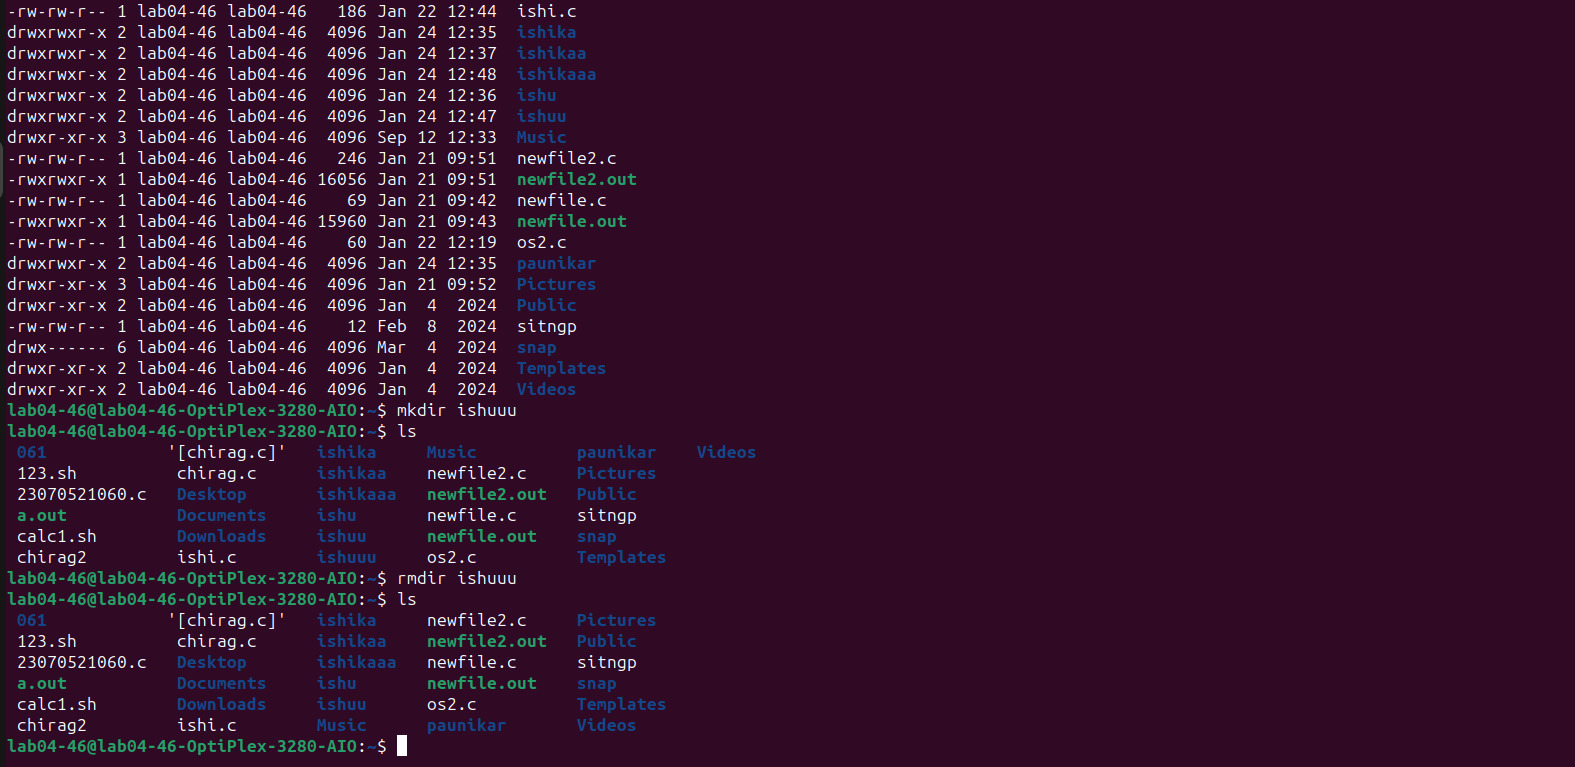 -rw-rw-r-- 1 lab04-46 lab04-46   186 Jan 22 12:44  ishi.c
drwxrwxr-x 2 lab04-46 lab04-46  4096 Jan 24 12:35  ishika
drwxrwxr-x 2 lab04-46 lab04-46  4096 Jan 24 12:37  ishikaa
drwxrwxr-x 2 lab04-46 lab04-46  4096 Jan 24 12:48  ishikaaa
drwxrwxr-x 2 lab04-46 lab04-46  4096 Jan 24 12:36  ishu
drwxrwxr-x 2 lab04-46 lab04-46  4096 Jan 24 12:47  ishuu
drwxr-xr-x 3 lab04-46 lab04-46  4096 Sep 12 12:33  Music
-rw-rw-r-- 1 lab04-46 lab04-46   246 Jan 21 09:51  newfile2.c
-rwxrwxr-x 1 lab04-46 lab04-46 16056 Jan 21 09:51  newfile2.out
-rw-rw-r-- 1 lab04-46 lab04-46    69 Jan 21 09:42  newfile.c
-rwxrwxr-x 1 lab04-46 lab04-46 15960 Jan 21 09:43  newfile.out
-rw-rw-r-- 1 lab04-46 lab04-46    60 Jan 22 12:19  os2.c
drwxrwxr-x 2 lab04-46 lab04-46  4096 Jan 24 12:35  paunikar
drwxr-xr-x 3 lab04-46 lab04-46  4096 Jan 21 09:52  Pictures
drwxr-xr-x 2 lab04-46 lab04-46  4096 Jan  4  2024  Public
-rw-rw-r-- 1 lab04-46 lab04-46    12 Feb  8  2024  sitngp
drwx------ 6 lab04-46 lab04-46  4096 Mar  4  2024  snap
drwxr-xr-x 2 lab04-46 lab04-46  4096 Jan  4  2024  Templates
drwxr-xr-x 2 lab04-46 lab04-46  4096 Jan  4  2024  Videos
lab04-46@lab04-46-OptiPlex-3280-AIO:~$ mkdir ishuuu
lab04-46@lab04-46-OptiPlex-3280-AIO:~$ ls
 061            '[chirag.c]'   ishika     Music          paunikar    Videos
 123.sh          chirag.c      ishikaa    newfile2.c     Pictures
 23070521060.c   Desktop       ishikaaa   newfile2.out   Public
 a.out           Documents     ishu       newfile.c      sitngp
 calc1.sh        Downloads     ishuu      newfile.out    snap
 chirag2         ishi.c        ishuuu     os2.c          Templates
lab04-46@lab04-46-OptiPlex-3280-AIO:~$ rmdir ishuuu
lab04-46@lab04-46-OptiPlex-3280-AIO:~$ ls
 061            '[chirag.c]'   ishika     newfile2.c     Pictures
 123.sh          chirag.c      ishikaa    newfile2.out   Public
 23070521060.c   Desktop       ishikaaa   newfile.c      sitngp
 a.out           Documents     ishu       newfile.out    snap
 calc1.sh        Downloads     ishuu      os2.c          Templates
 chirag2         ishi.c        Music      paunikar       Videos
lab04-46@lab04-46-OptiPlex-3280-AIO:~$